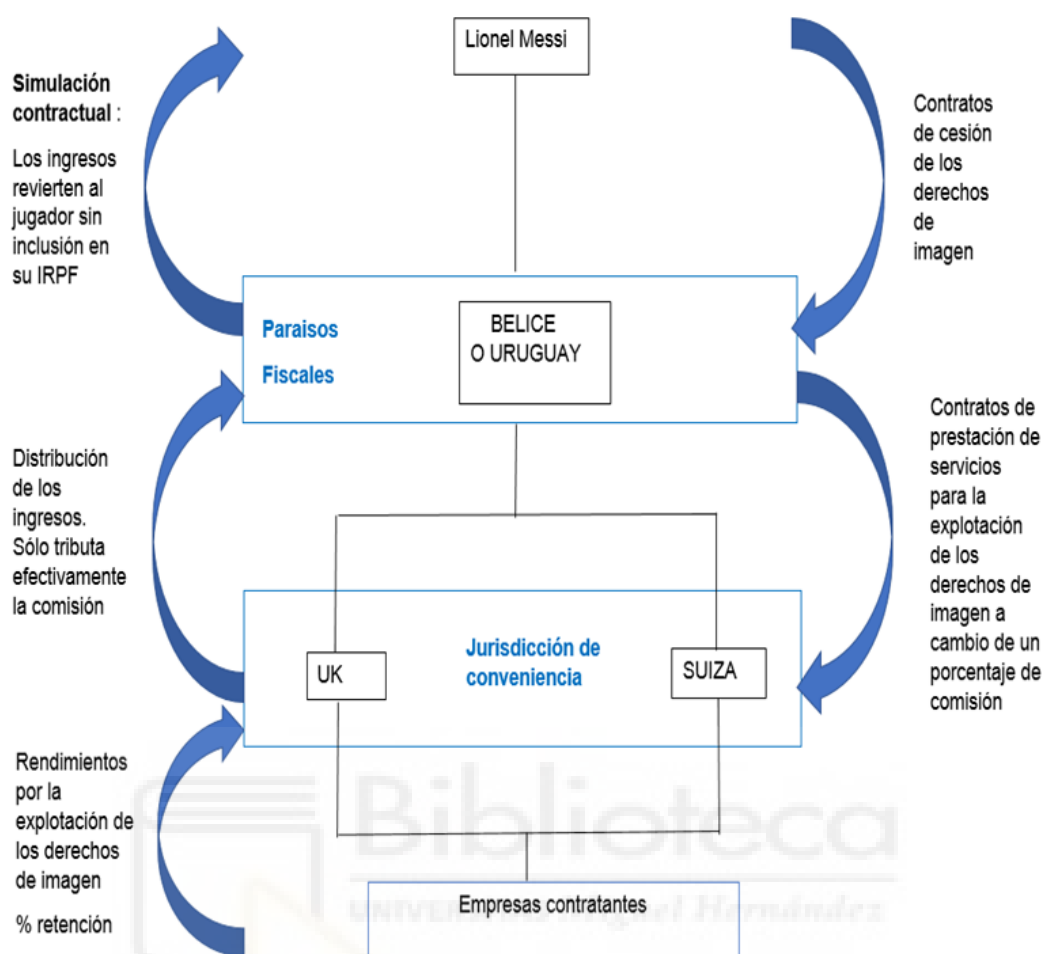 Lionel Messi
Simulación
contractual :
Los ingresos
revierten al
jugador sin
inclusión en
su IRPF
Contratos
de cesión
de los
derechos
de
imagen
Paraisos
Fiscales
BELICE
O URUGUAY
Distribución
de los
ingresos.
Sólo tributa
efectivamente
la comisión
Contratos de
prestación de
servicios
para la
explotación
de los
derechos de
imagen a
cambio de un
porcentaje de
comisión
Jurisdicción de
conveniencia
UK
SUIZA
Rendimientos
por la
explotación de
los derechos
de imagen
% retención
Biblioteca
Empresas contratantes
Miguel Hernández